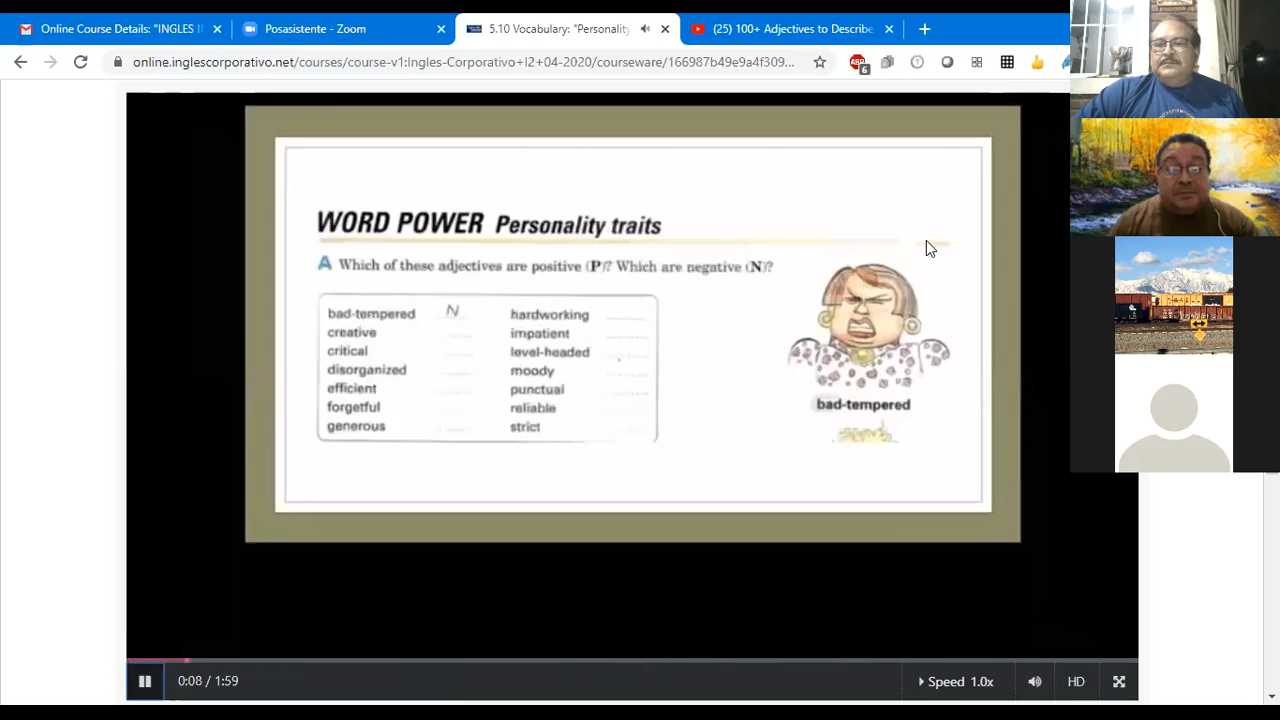 Online Course Details: "INGLES I
Posasistente - Zoom
5.10 Vocabulary: "Personality
(25) 100+ Adjectives to Describe
online.inglescorporativo.net/courses/course-v1:Ingles-Corporativo+I2+04-2020/courseware/166987b49e9a4f309...
ABP
6
WORD POWER Personality traits
A Which of these adjectives are positive (P)? Which are negative (N)?
bad-tempered N hardworking
creative impatient
critical level-headed
disorganized moody
efficient punctual
forgetful reliable
generous strict
bad-tempered
0:08 / 1:59
Speed 1.0x
HD